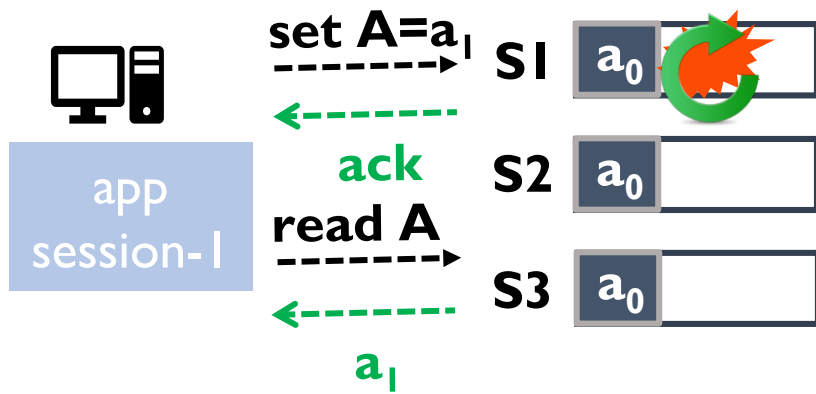 set A=a₁
S1 a₀
app
session-1
ack
S2 a₀
read A
S3 a₀
a₁